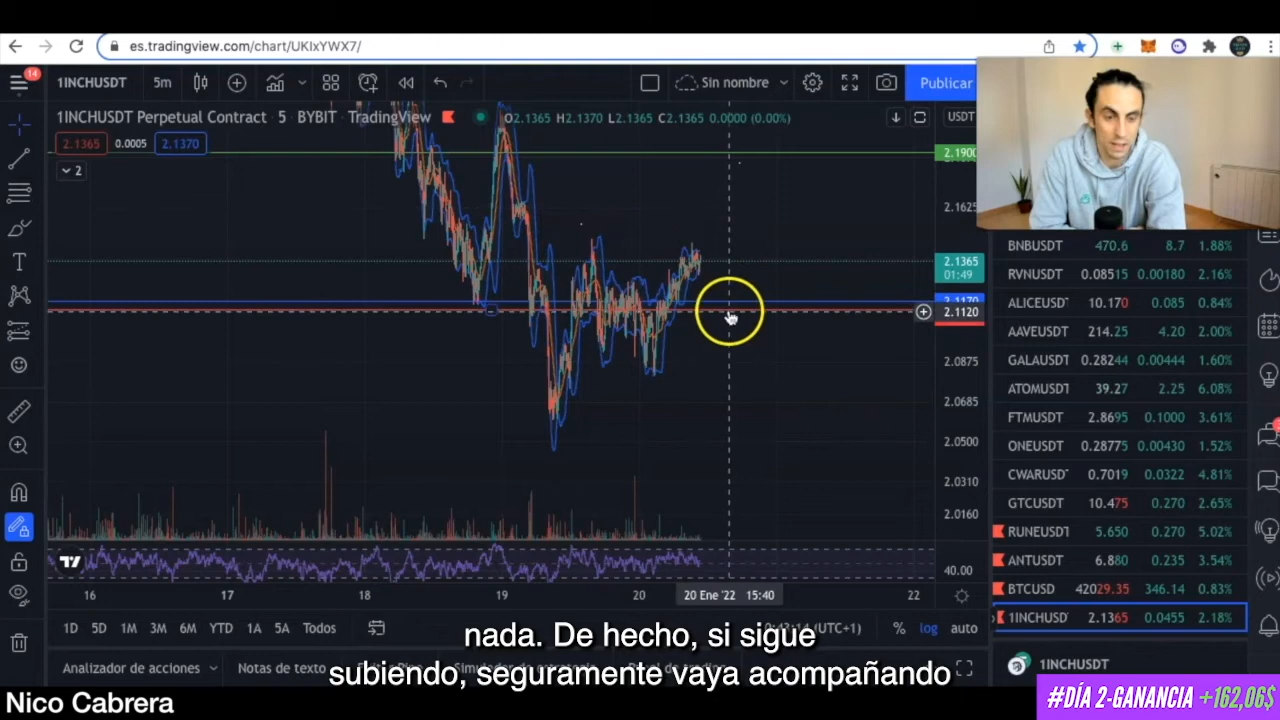 es.tradingview.com/chart/UKIxYWX7/
14
1INCHUSDT
5m
Sin nombre
Publicar
1INCHUSDT Perpetual Contract · 5 · BYBIT · TradingView
O2.1365 H2.1370 L2.1365 C2.1365 0.0000 (0.00%)
USDT
2.1365
0.0005
2.1370
2
2.1900
2.1625
2.1365
01:49
2.1170
2.1120
2.0875
2.0685
2.0500
2.0310
2.0160
40.00
BNBUSDT 470.6 8.7 1.88%
RVNUSDT 0.08515 0.00180 2.16%
ALICEUSDT 10.170 0.085 0.84%
AAVEUSDT 214.25 4.20 2.00%
GALAUSDT 0.28244 0.00444 1.60%
ATOMUSDT 39.27 2.25 6.08%
FTMUSDT 2.8695 0.1000 3.61%
ONEUSDT 0.28775 0.00430 1.52%
CWARUSDT 0.7019 0.0322 4.81%
GTCUSDT 10.475 0.270 2.65%
RUNEUSDT 5.650 0.270 5.02%
ANTUSDT 6.880 0.235 3.54%
BTCUSD 42029.35 346.14 0.83%
1INCHUSD 2.1365 0.0455 2.18%
16 17 18 19 20 20 Ene '22 15:40 22
1D 5D 1M 3M 6M YTD 1A 5A Todos
(UTC+1)
% log auto
nada. De hecho, si sigue
subiendo, seguramente vaya acompañando
Analizador de acciones
Notas de texto
1INCHUSDT
Nico Cabrera
#DÍA 2-GANANCIA +162,06$